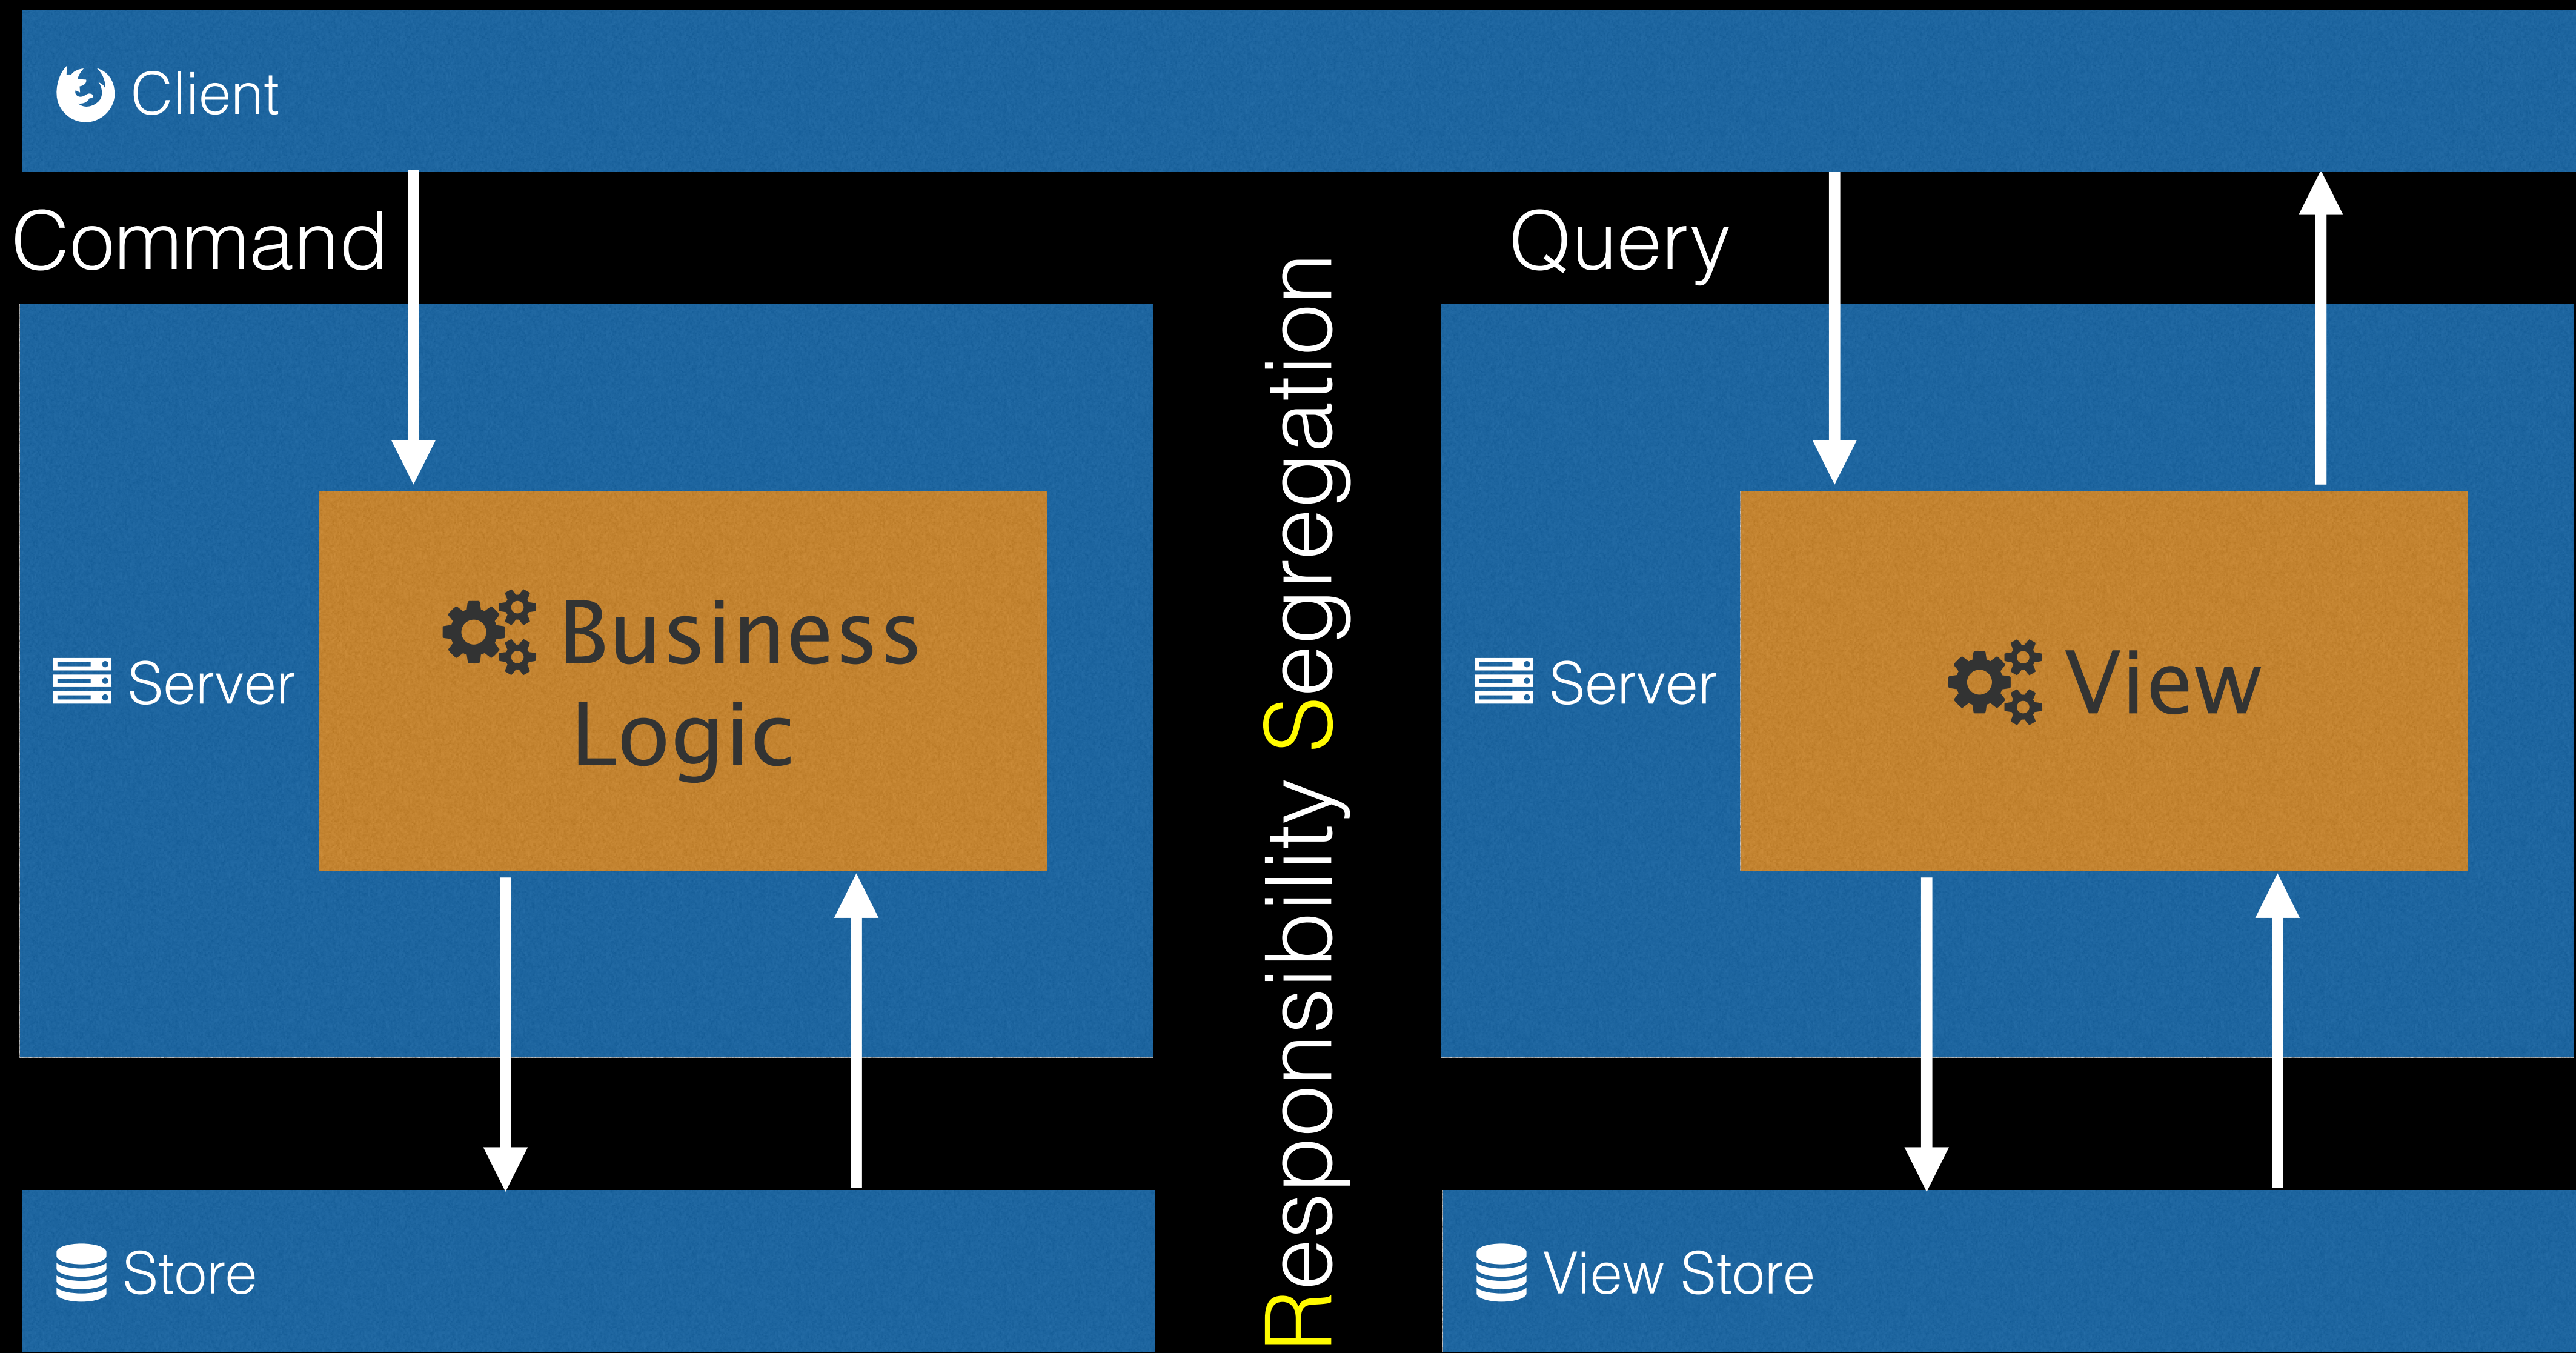 Client
Command
Query
Responsibility Segregation
Server
Business
Logic
Server
View
Store
View Store